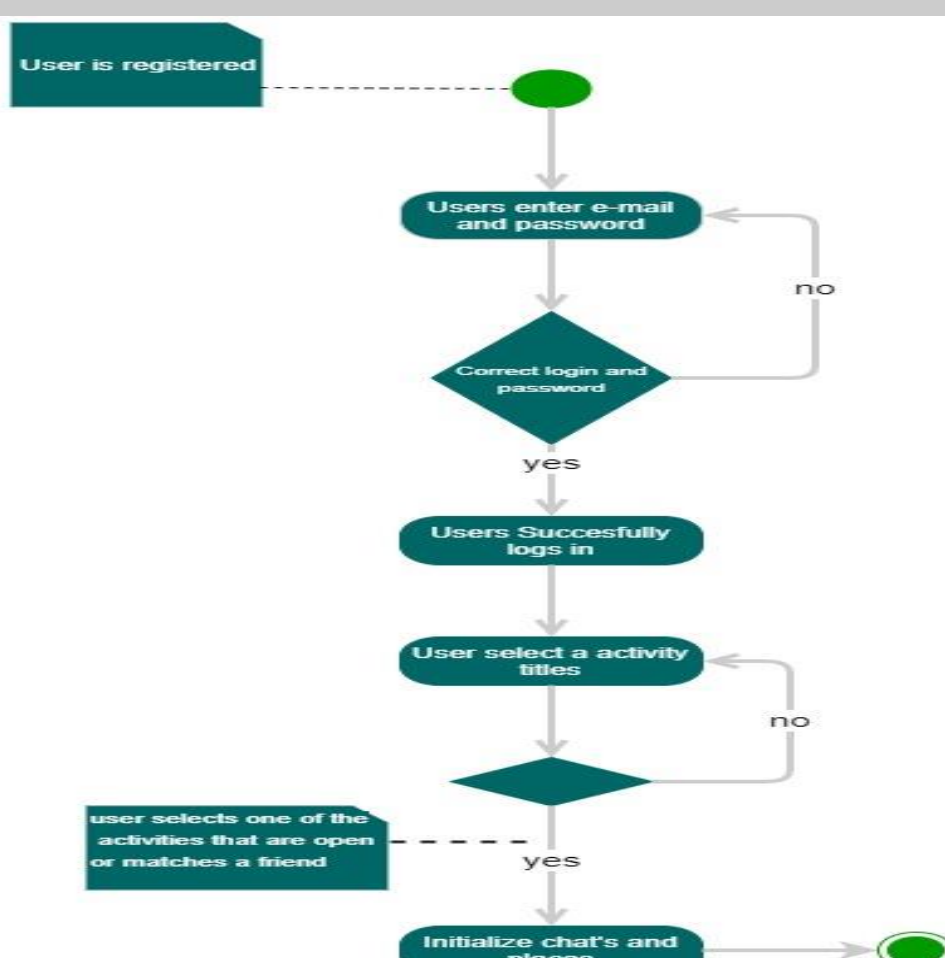 User is registered
Users enter e-mail
and password
no
Correct login and
password
yes
Users Succesfully
logs in
User select a activity
titles
no
user selects one of the
activities that are open
or matches a friend
yes
Initialize chat's and